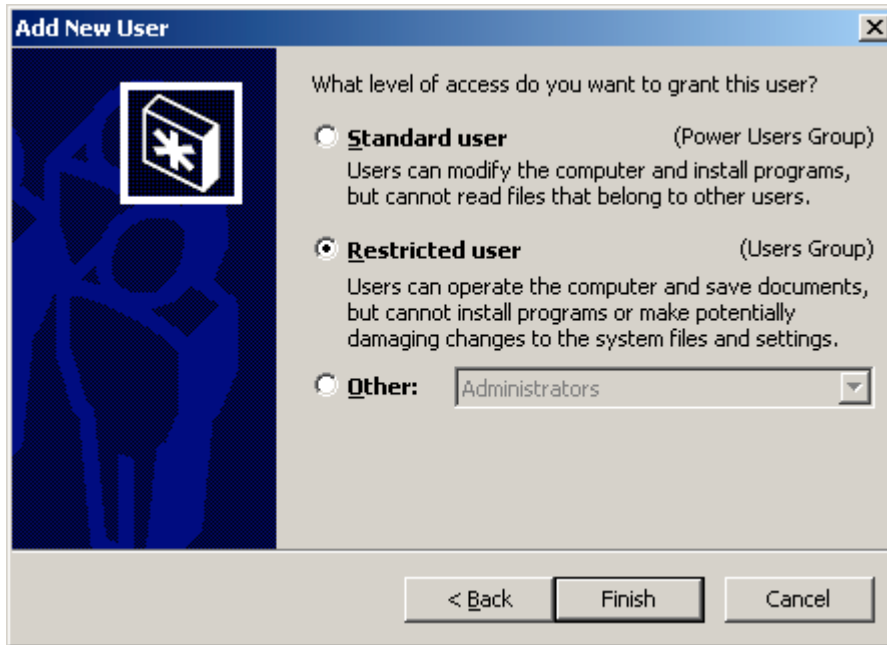 Add New User
What level of access do you want to grant this user?
Standard user (Power Users Group)
Users can modify the computer and install programs,
but cannot read files that belong to other users.
Restricted user (Users Group)
Users can operate the computer and save documents,
but cannot install programs or make potentially
damaging changes to the system files and settings.
Other: Administrators
< Back Finish Cancel